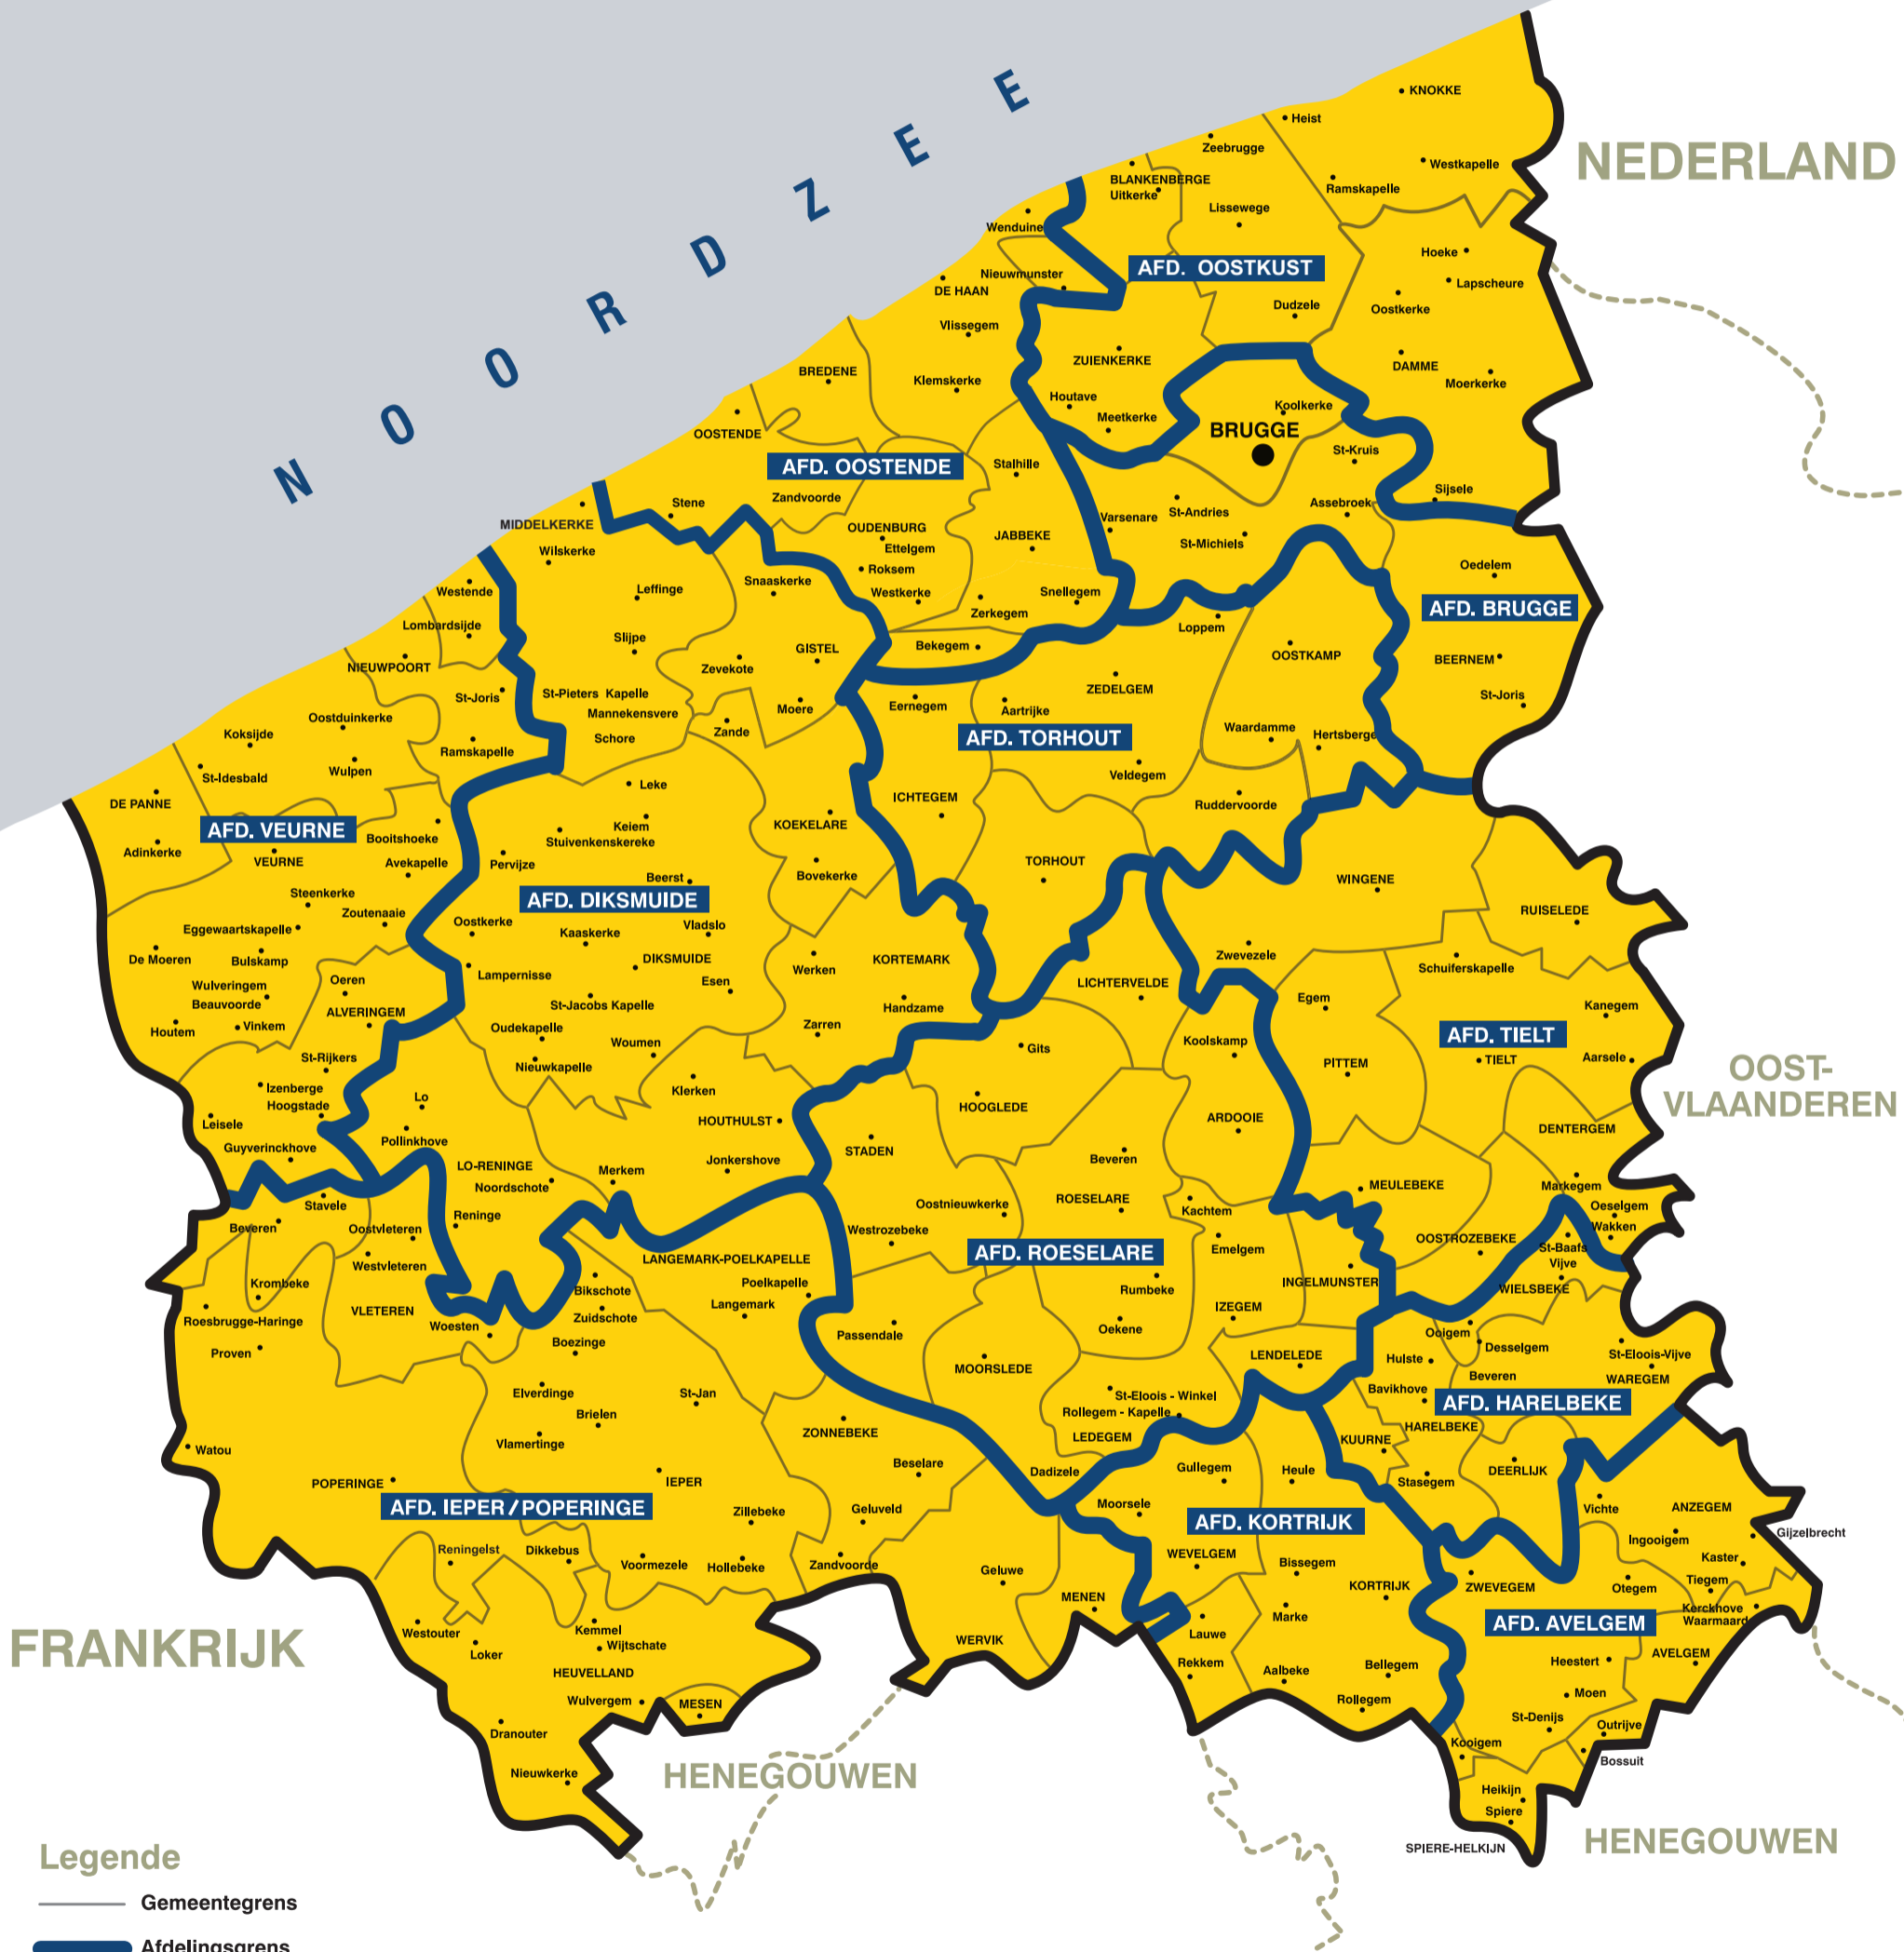 NOORDZEE
NEDERLAND
KNOKKE
Heist
Zeebrugge
Westkapelle
BLANKENBERGE
Uitkerke
Ramskapelle
Lissewege
Wenduine
Hoeke
AFD. OOSTKUST
Nieuwmunster
Lapscheure
DE HAAN
Dudzele
Oostkerke
Vlissegem
ZUIENKERKE
DAMME
BREDENE
Klemskerke
Moerkerke
Houtave
Koolkerke
Meetkerke
OOSTENDE
BRUGGE
St-Kruis
AFD. OOSTENDE
Stalhille
Sijsele
Zandvoorde
Stene
Assebroek
St-Andries
Varsenare
MIDDELKERKE
OUDENBURG
JABBEKE
St-Michiels
Ettelgem
Wilskerke
Oedelem
Roksem
Snaaskerke
Westende
Leffinge
Westkerke
Snellegem
AFD. BRUGGE
Zerkegem
Lombardsijde
Loppem
Slijpe
GISTEL
Bekegem
OOSTKAMP
BEERNEM
NIEUWPOORT
Zevekote
ZEDELGEM
St-Joris
St-Pieters Kapelle
St-Joris
Moere
Eernegem
Aartrijke
Mannekensvere
Oostduinkerke
Zande
Waardamme
Hertsberge
Koksijde
Schore
AFD. TORHOUT
Ramskapelle
St-Idesbald
Wulpen
Veldegem
Leke
ICHTEGEM
DE PANNE
Ruddervoorde
Keiem
KOEKELARE
AFD. VEURNE
Booitshoeke
Stuivenkenskereke
Adinkerke
VEURNE
Avekapelle
Pervijze
TORHOUT
Bovekerke
Beerst
WINGENE
Steenkerke
AFD. DIKSMUIDE
RUISELEDE
Zoutenaaie
Oostkerke
Vladslo
Eggewaartskapelle
Kaaskerke
Zwevezele
De Moeren
Bulskamp
DIKSMUIDE
KORTEMARK
Schuiferskapelle
Werken
Lampernisse
Oeren
Esen
LICHTERVELDE
Wulveringem
Egem
Beauvoorde
St-Jacobs Kapelle
Handzame
Kanegem
ALVERINGEM
Vinkem
Houtem
Oudekapelle
Zarren
AFD. TIELT
Woumen
Koolskamp
Gits
St-Rijkers
Nieuwkapelle
PITTEM
TIELT
Aarsele
OOST-
VLAANDEREN
Izenberge
Klerken
Lo
Hoogstade
HOOGLEDE
Leisele
HOUTHULST
ARDOOIE
Pollinkhove
DENTERGEM
Guyverinckhove
STADEN
Jonkershove
Beveren
LO-RENINGE
Merkem
Noordschote
MEULEBEKE
Markegem
Stavele
Oostnieuwkerke
ROESELARE
Oeselgem
Kachtem
Reninge
Beveren
Oostvleteren
Westrozebeke
Wakken
OOSTROZEBEKE
AFD. ROESELARE
Emelgem
St-Baafs
Vijve
LANGEMARK-POELKAPELLE
Westvleteren
INGELMUNSTER
Krombeke
Poelkapelle
Bikschote
Rumbeke
WIELSBEKE
Langemark
VLETEREN
IZEGEM
Roesbrugge-Haringe
Zuidschote
Woesten
Oekene
Ooigem
Passendale
Boezinge
Desselgem
Proven
LENDELEDE
Hulste
St-Eloois-Vijve
MOORSLEDE
Beveren
WAREGEM
Elverdinge
St-Jan
St-Eloois - Winkel
Bavikhove
AFD. HARELBEKE
Brielen
Rollegem - Kapelle
HARELBEKE
ZONNEBEKE
LEDEGEM
KUURNE
Vlamertinge
Watou
Beselare
Dadizele
Gullegem
Heule
DEERLIJK
IEPER
POPERINGE
Stasegem
AFD. IEPER/POPERINGE
Zillebeke
Geluveld
Moorsele
Vichte
ANZEGEM
AFD. KORTRIJK
Gijzelbrecht
Reningelst
Dikkebus
Ingooigem
WEVELGEM
Voormezele
Hollebeke
Zandvoorde
Bissegem
Kaster
Geluwe
KORTRIJK
ZWEVEGEM
Otegem
Tiegem
MENEN
Kerckhove
Waarmaard
Marke
AFD. AVELGEM
FRANKRIJK
Westouter
Kemmel
Lauwe
WERVIK
Wijtschate
Loker
AVELGEM
Heestert
Rekkem
Aalbeke
Bellegem
HEUVELLAND
Wulvergem
MESEN
Rollegem
Moen
St-Denijs
Outrijve
Dranouter
Kooigem
Bossuit
Nieuwkerke
HENEGOUWEN
Heikijn
Spiere
SPIERE-HELKIJN
HENEGOUWEN
Legende
Gemeentegrens
Afdelingsgrens